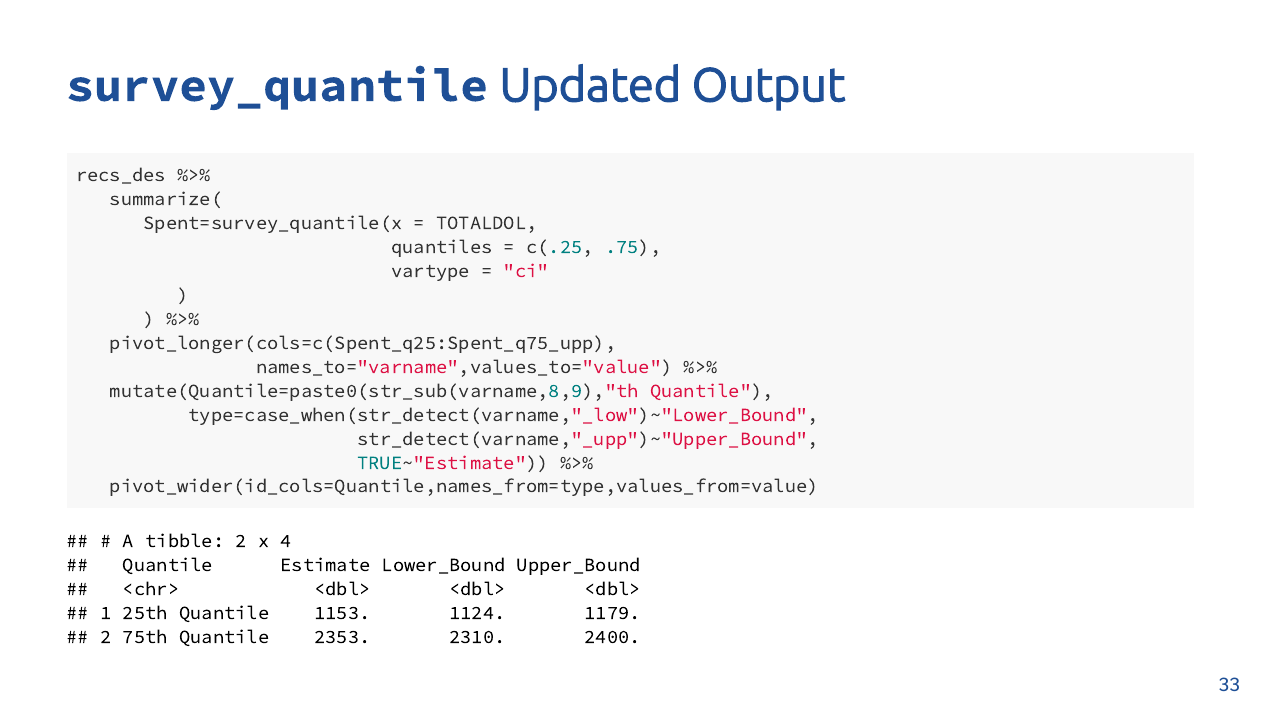 survey_quantile Updated Output
recs_des %>%
   summarize(
      Spent=survey_quantile(x = TOTALDOL,
                            quantiles = c(.25, .75),
                            vartype = "ci"
         )
      ) %>%
   pivot_longer(cols=c(Spent_q25:Spent_q75_upp),
                names_to="varname",values_to="value") %>%
   mutate(Quantile=paste0(str_sub(varname,8,9),"th Quantile"),
          type=case_when(str_detect(varname,"_low")~"Lower_Bound",
                         str_detect(varname,"_upp")~"Upper_Bound",
                         TRUE~"Estimate")) %>%
   pivot_wider(id_cols=Quantile,names_from=type,values_from=value)
## # A tibble: 2 x 4
##   Quantile      Estimate Lower_Bound Upper_Bound
##   <chr>            <dbl>       <dbl>       <dbl>
## 1 25th Quantile    1153.       1124.       1179.
## 2 75th Quantile    2353.       2310.       2400.
33